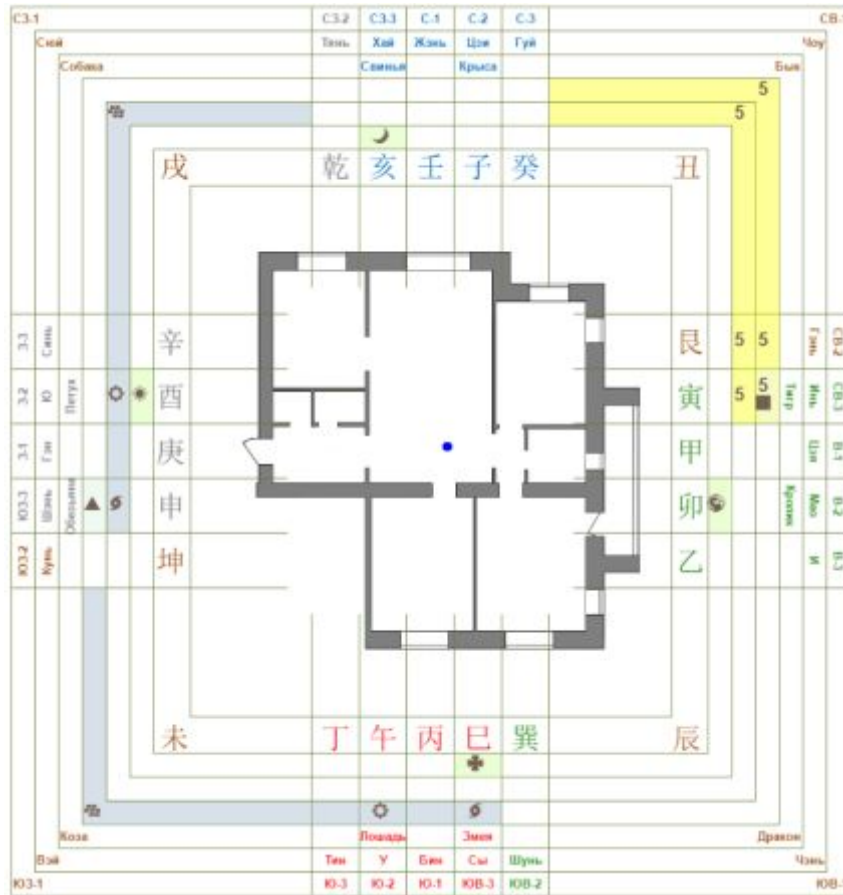 СЗ-1 СЗ-2 СЗ-3 С-1 С-2 С-3 СВ-1
Сюй Тянь Хай Жэнь Цзи Гуй Чоу
Собака Свинья Крыса Бык
5
5
戌 乾 亥 壬 子 癸 丑
З-3 Синь 辛 艮 5 5 Гэнь СВ-2
З-2 Ю Петух 酉 寅 5 5 Тигр Инь СВ-3
З-1 Гэн 庚 甲 Цзя В-1
ЮЗ-3 Шэнь Обезьяна 申 卯 Кролик Мао В-2
ЮЗ-2 Кунь 坤 乙 И В-3
未 丁 午 丙 巳 巽 辰
Коза Лошадь Змея Дракон
Вэй Тин У Бин Сы Шунь Чэнь
ЮЗ-1 Ю-3 Ю-2 Ю-1 ЮВ-3 ЮВ-2